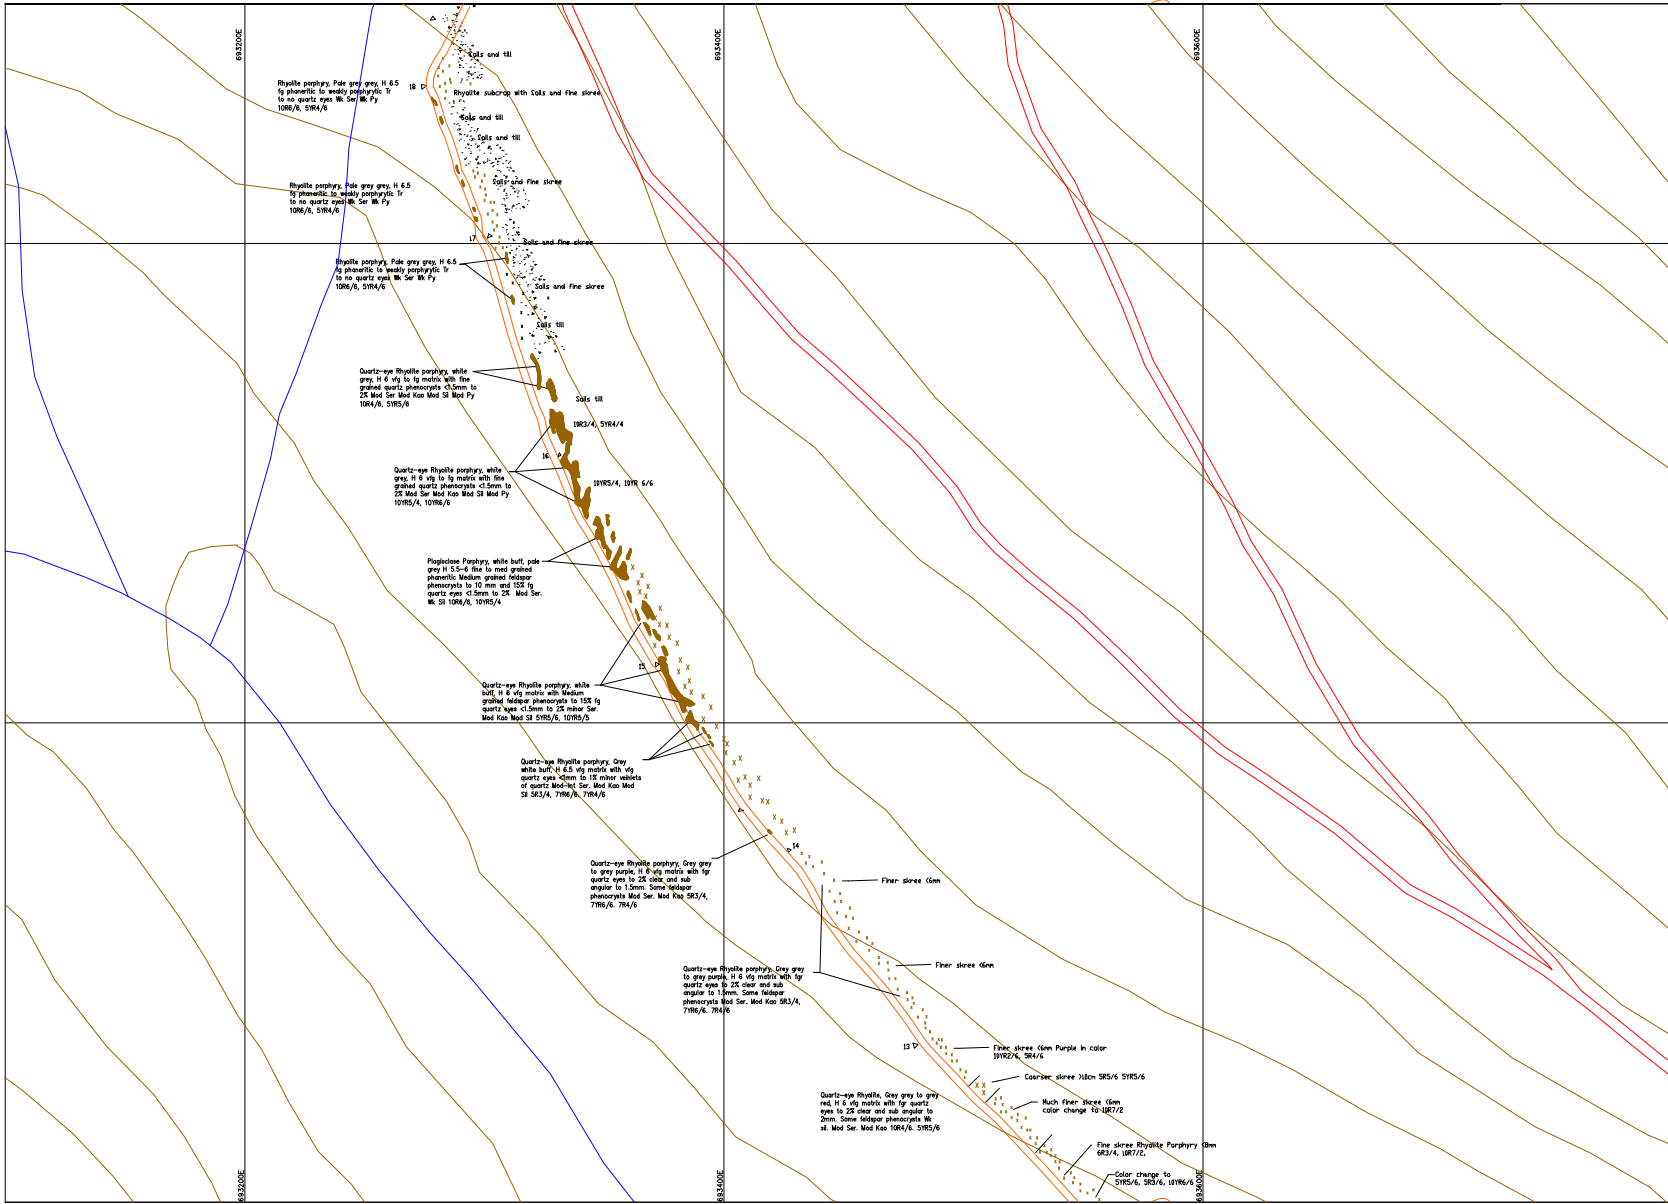 693200E
693400E
693600E
Soils and till
Rhyolite porphyry, Pale grey grey, H 6.5
fg phaneritic to weakly porphyrytic Tr
to no quartz eyes Wk Ser Wk Py
10R6/6, 5YR4/6
18
Rhyolite subcrop with Soils and fine skree
Soils and till
Soils and till
Rhyolite porphyry, Pale grey grey, H 6.5
fg phaneritic to weakly porphyrytic Tr
to no quartz eyes Wk Ser Wk Py
10R6/6, 5YR4/6
Soils and fine skree
17
Soils and fine skree
Rhyolite porphyry, Pale grey grey, H 6.5
fg phaneritic to weakly porphyrytic Tr
to no quartz eyes Wk Ser Wk Py
10R6/6, 5YR4/6
Soils and fine skree
Soils till
Quartz-eye Rhyolite porphyry, white
grey, H 6 vfg to fg matrix with fine
grained quartz phenocrysts <1.5mm to
2% Mod Ser Mod Kao Mod Sil Mod Py
10R4/6, 5YR5/6
Soils till
10R3/4, 5YR4/4
16
Quartz-eye Rhyolite porphyry, white
grey, H 6 vfg to fg matrix with fine
grained quartz phenocrysts <1.5mm to
2% Mod Ser Mod Kao Mod Sil Mod Py
10YR5/4, 10YR6/6
10YR5/4, 10YR 6/6
Plagioclase Porphyry, white buff, pale
grey H 5.5-6 fine to med grained
phaneritic Medium grained feldspar
phenocrysts to 10 mm and 15% fg
quartz eyes <1.5mm to 2% Mod Ser.
Wk Sil 10R6/6, 10YR5/4
15
Quartz-eye Rhyolite porphyry, white
buff, H 6 vfg matrix with Medium
grained feldspar phenocrysts to 15% fg
quartz eyes <1.5mm to 2% minor Ser.
Mod Kao Mod Sil 5YR5/6, 10YR5/5
Quartz-eye Rhyolite porphyry, Grey
white buff, H 6.5 vfg matrix with vfg
quartz eyes <1mm to 1% minor veinlets
of quartz Mod-Int Ser. Mod Kao Mod
Sil 5R3/4, 7YR6/6. 7YR4/6
14
Quartz-eye Rhyolite porphyry, Grey grey
to grey purple, H 6 vfg matrix with fgr
quartz eyes to 2% clear and sub
angular to 1.5mm. Some feldspar
phenocrysts Mod Ser. Mod Kao 5R3/4,
7YR6/6. 7R4/6
Finer skree <6mm
Quartz-eye Rhyolite porphyry, Grey grey
to grey purple, H 6 vfg matrix with fgr
quartz eyes to 2% clear and sub
angular to 1.5mm. Some feldspar
phenocrysts Mod Ser. Mod Kao 5R3/4,
7YR6/6. 7R4/6
Finer skree <6mm
13
Finer skree <6mm Purple in color
10YR2/6, 5R4/6
Coarser skree >10cm 5R5/6 5YR5/6
Quartz-eye Rhyolite, Grey grey to grey
red, H 6 vfg matrix with fgr quartz
eyes to 2% clear and sub angular to
2mm. Some feldspar phenocrysts Wk
sil. Mod Ser. Mod Kao 10R4/6. 5YR5/6
Much finer skree <6mm
color change to 10R7/2
Fine skree Rhyolite Porphyry <8mm
6R3/4, 10R7/2,
Color change to
5YR5/6, 5R3/6, 10YR6/6
693200E
693400E
693600E